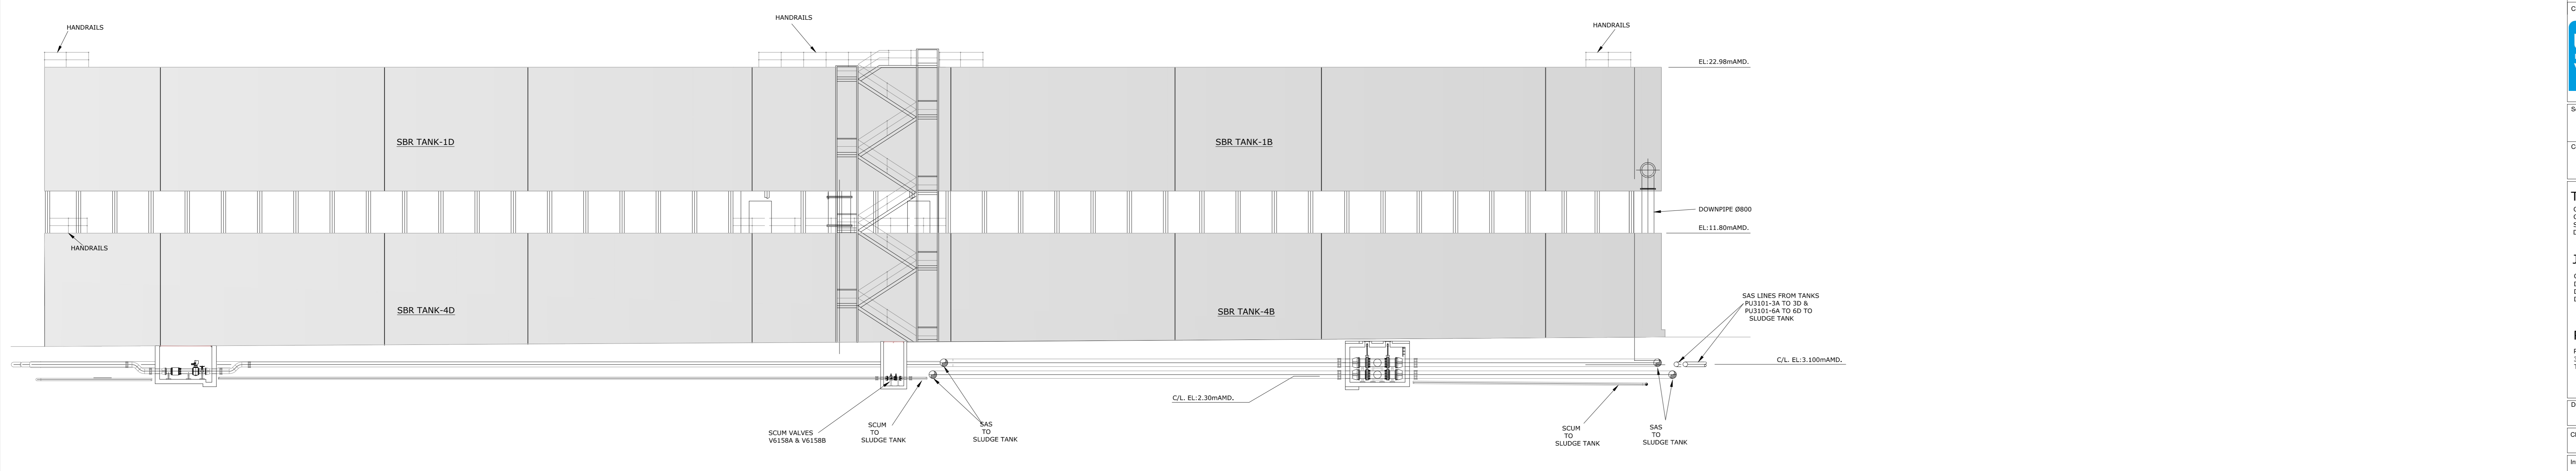 HANDRAILS
HANDRAILS
HANDRAILS
EL:22.98mAMD.
SBR TANK-1D
SBR TANK-1B
DOWNPIPE Ø800
EL:11.80mAMD.
HANDRAILS
SBR TANK-4D
SBR TANK-4B
SAS LINES FROM TANKS
PU3101-3A TO 3D &
PU3101-6A TO 6D TO
SLUDGE TANK
C/L. EL:3.100mAMD.
C/L. EL:2.30mAMD.
SCUM VALVES
V6158A & V6158B
SCUM
TO
SLUDGE TANK
SAS
TO
SLUDGE TANK
SCUM
TO
SLUDGE TANK
SAS
TO
SLUDGE TANK